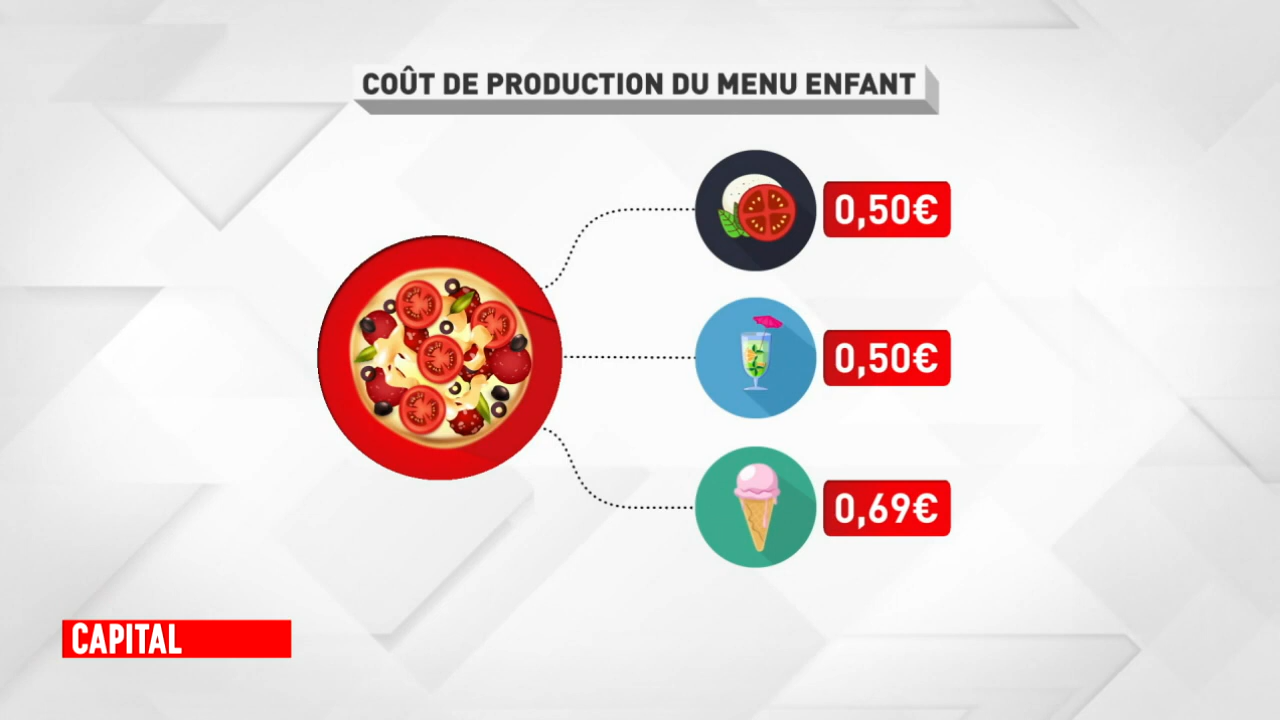 COÛT DE PRODUCTION DU MENU ENFANT
0,50€
0,50€
0,69€
CAPITAL